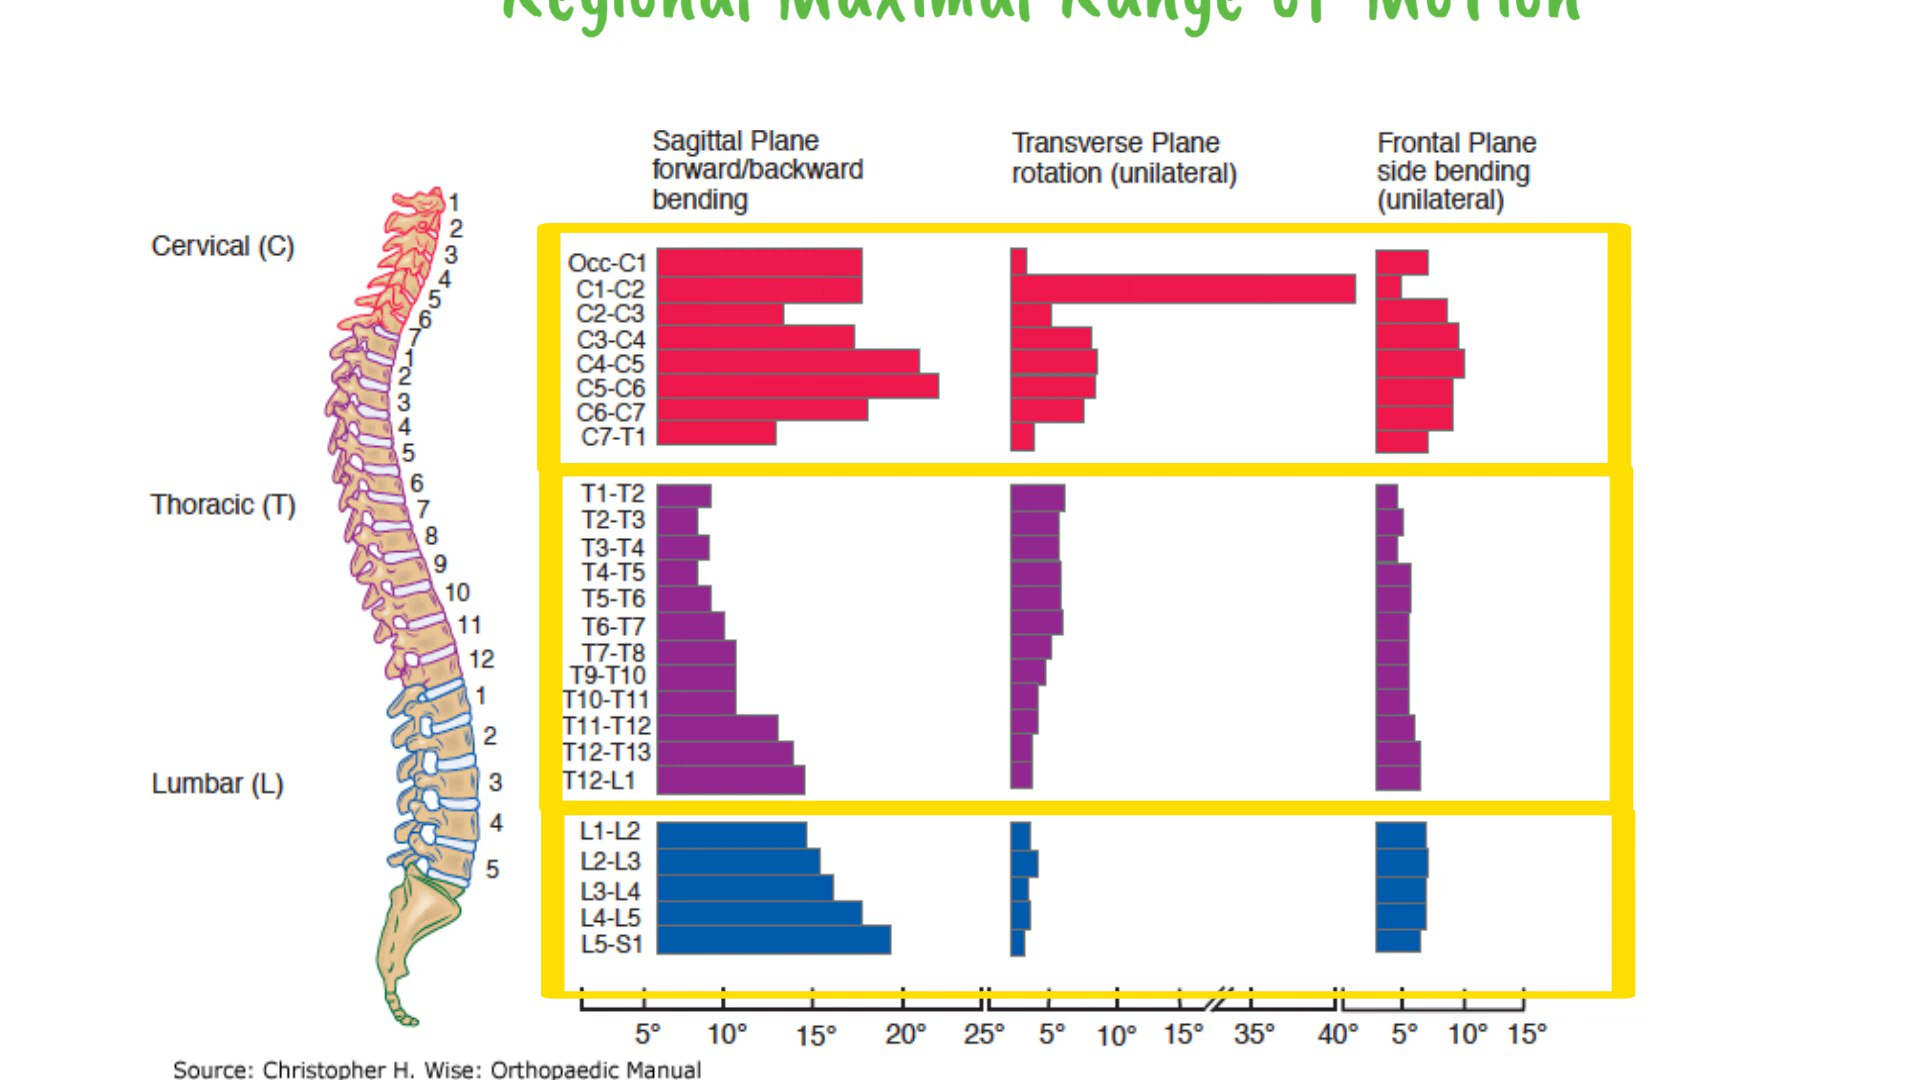 Regional Maximal Range of Motion
Sagittal Plane
forward/backward
bending
Transverse Plane
rotation (unilateral)
Frontal Plane
side bending
(unilateral)
Cervical (C)
1
2
3
4
5
6
7
Thoracic (T)
1
2
3
4
5
6
7
8
9
10
11
12
Lumbar (L)
1
2
3
4
5
Occ-C1
C1-C2
C2-C3
C3-C4
C4-C5
C5-C6
C6-C7
C7-T1
T1-T2
T2-T3
T3-T4
T4-T5
T5-T6
T6-T7
T7-T8
T9-T10
T10-T11
T11-T12
T12-T13
T12-L1
L1-L2
L2-L3
L3-L4
L4-L5
L5-S1
5° 10° 15° 20° 25° 5° 10° 15° 35° 40° 5° 10° 15°
Source: Christopher H. Wise: Orthopaedic Manual